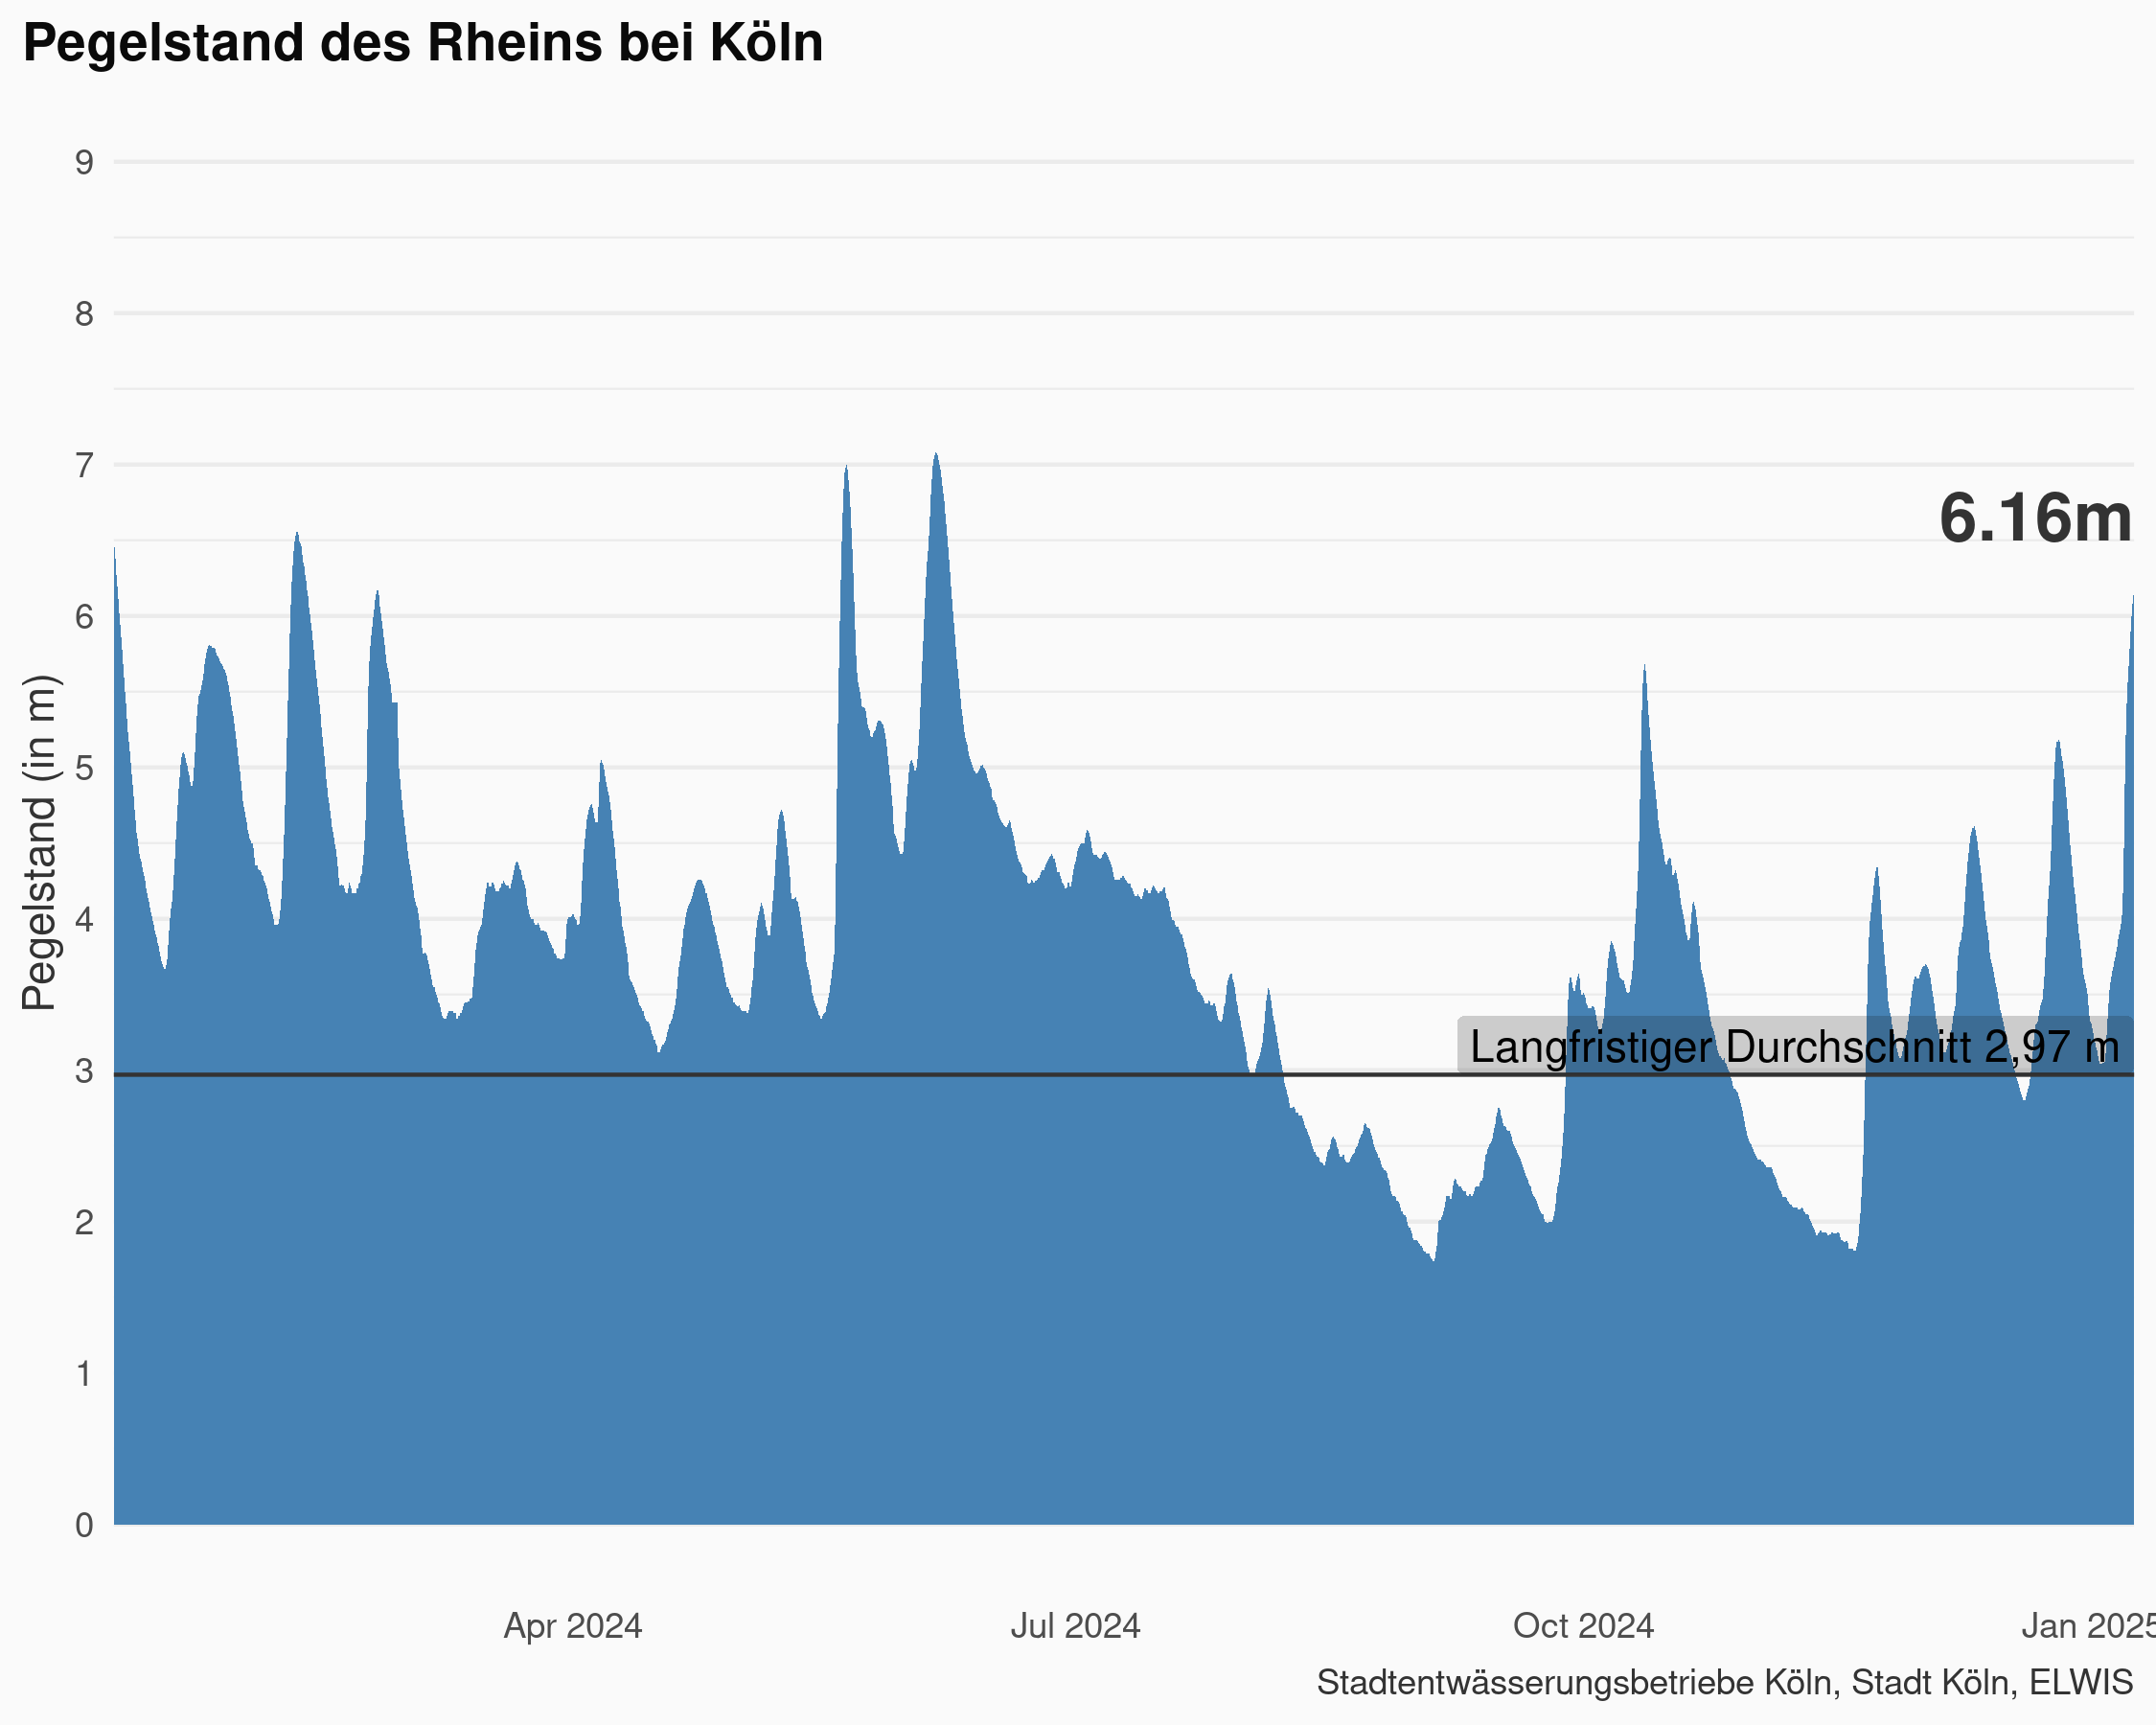 Pegelstand des Rheins bei Köln
Pegelstand (in m)
9
8
7
6
5
4
3
2
1
0
6.16m
Langfristiger Durchschnitt 2,97 m
Apr 2024
Jul 2024
Oct 2024
Jan 2025
Stadtentwässerungsbetriebe Köln, Stadt Köln, ELWIS